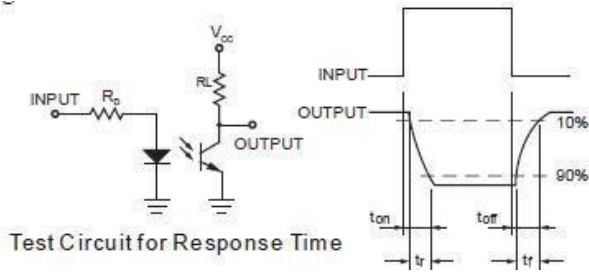 Vcc
RL
INPUT
RD
OUTPUT
Test Circuit for Response Time
INPUT
OUTPUT
10%
90%
ton
toff
tr
tf